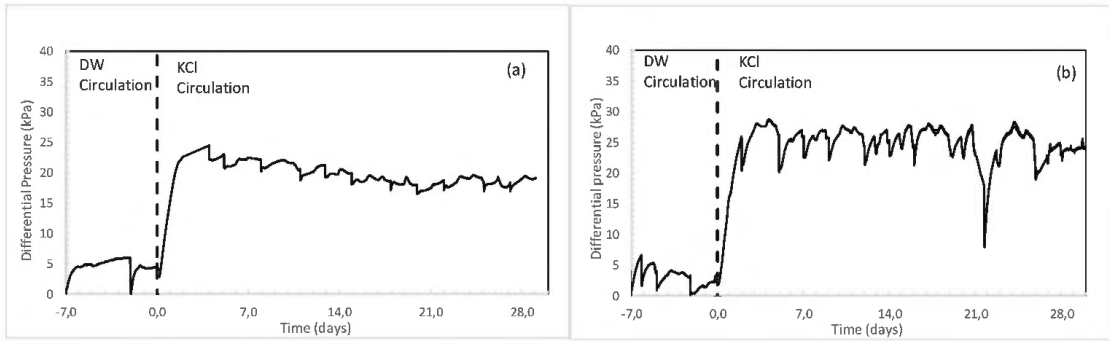 40
35
30
25
20
15
10
5
0
Differential Pressure (kPa)
DW
Circulation
KCl
Circulation
(a)
-7,0
0,0
7,0
14,0
21,0
28,0
Time (days)
40
35
30
25
20
15
10
5
0
Differential pressure (kPa)
DW
Circulation
KCl
Circulation
(b)
-7,0
0,0
7,0
14,0
21,0
28,0
Time (days)